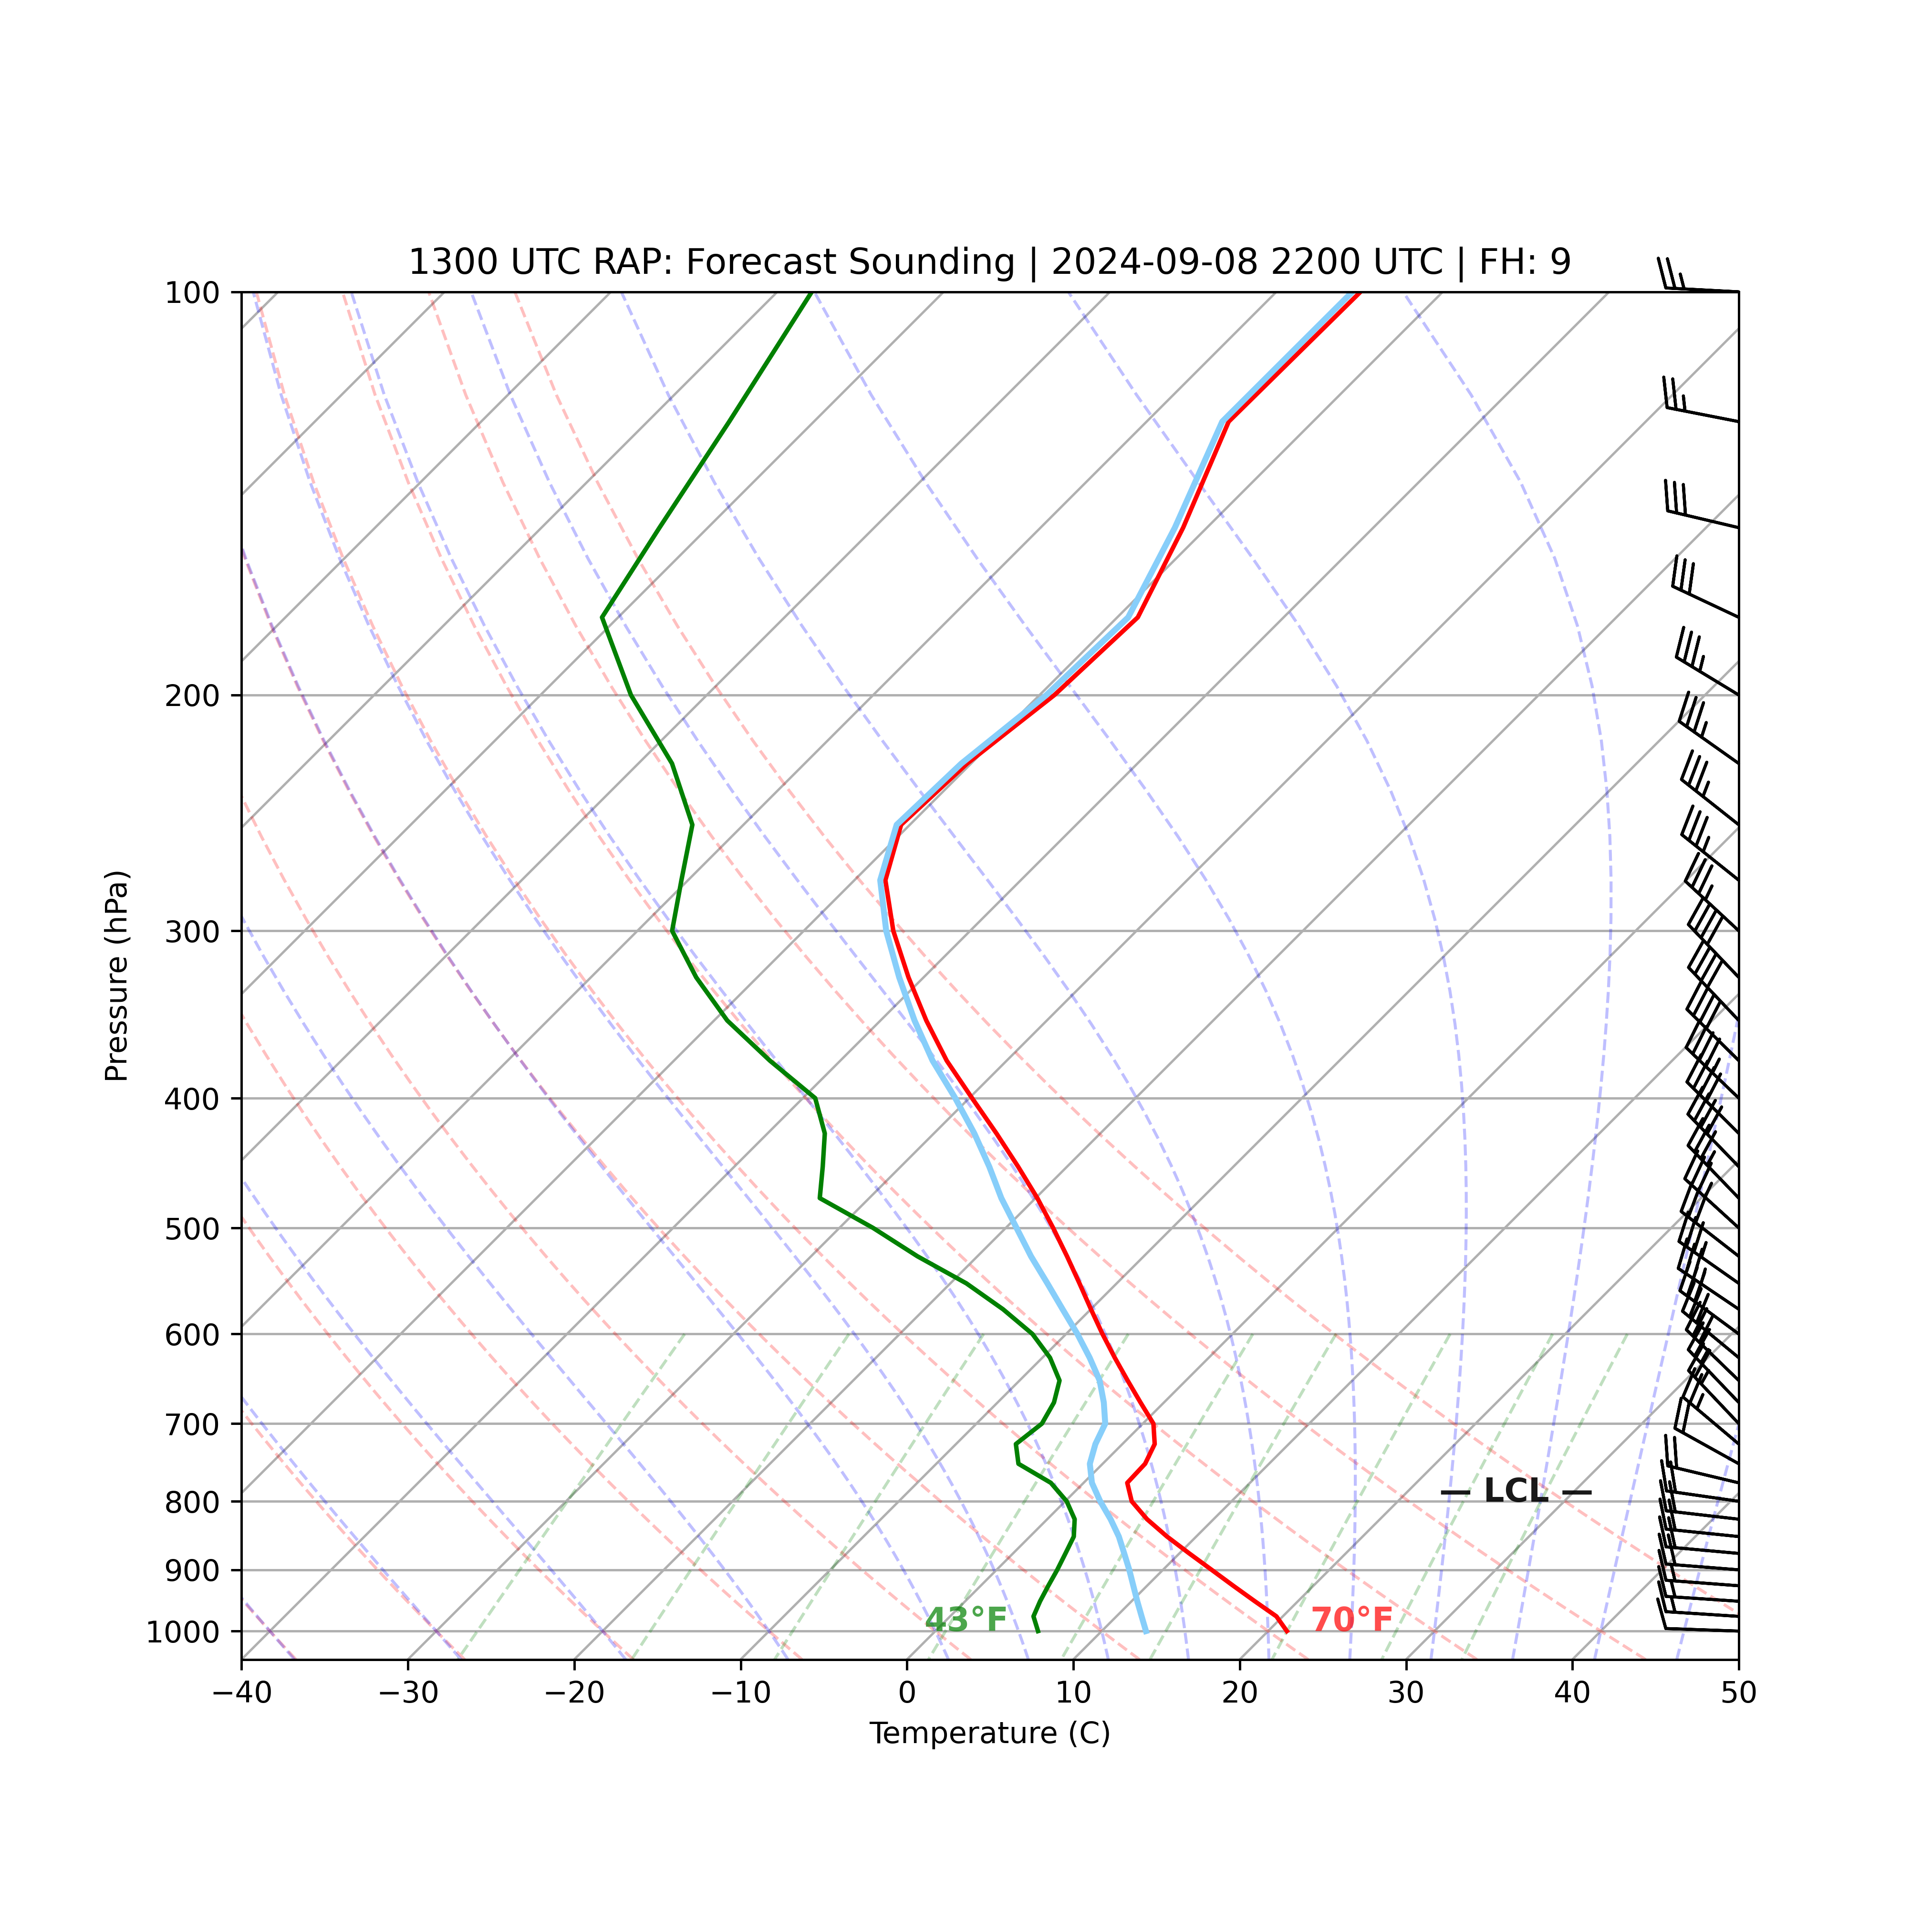 1300 UTC RAP: Forecast Sounding | 2024-09-08 2200 UTC | FH: 9
100
200
300
400
500
600
700
800
900
1000
Pressure (hPa)
— LCL —
43°F
70°F
−40 −30 −20 −10 0 10 20 30 40 50
Temperature (C)